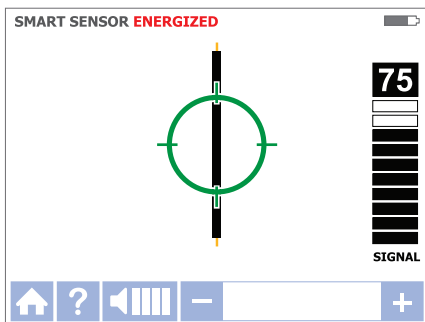 SMART SENSOR ENERGIZED
75
SIGNAL
?
− +